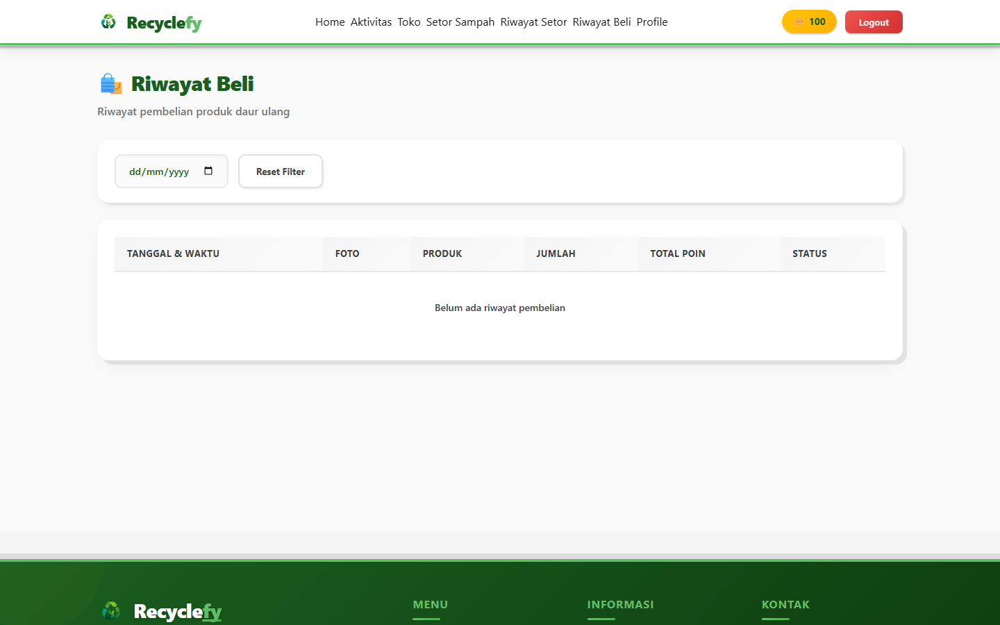 Recyclefy
Home Aktivitas Toko Setor Sampah Riwayat Setor Riwayat Beli Profile
100
Logout
Riwayat Beli
Riwayat pembelian produk daur ulang
dd/mm/yyyy
Reset Filter
TANGGAL & WAKTU FOTO PRODUK JUMLAH TOTAL POIN STATUS
Belum ada riwayat pembelian
Recyclefy
MENU
INFORMASI
KONTAK